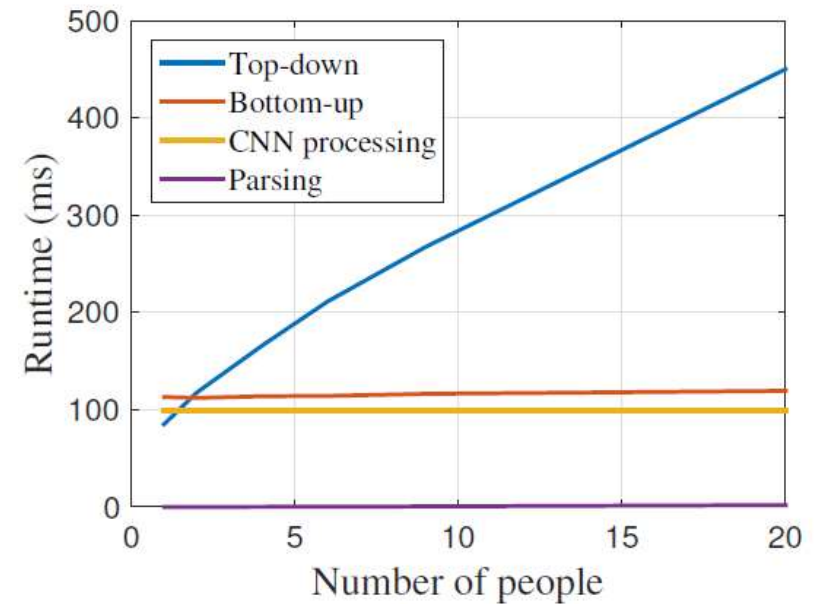 500
400
300
200
100
0
Runtime (ms)
Top-down
Bottom-up
CNN processing
Parsing
0 5 10 15 20
Number of people